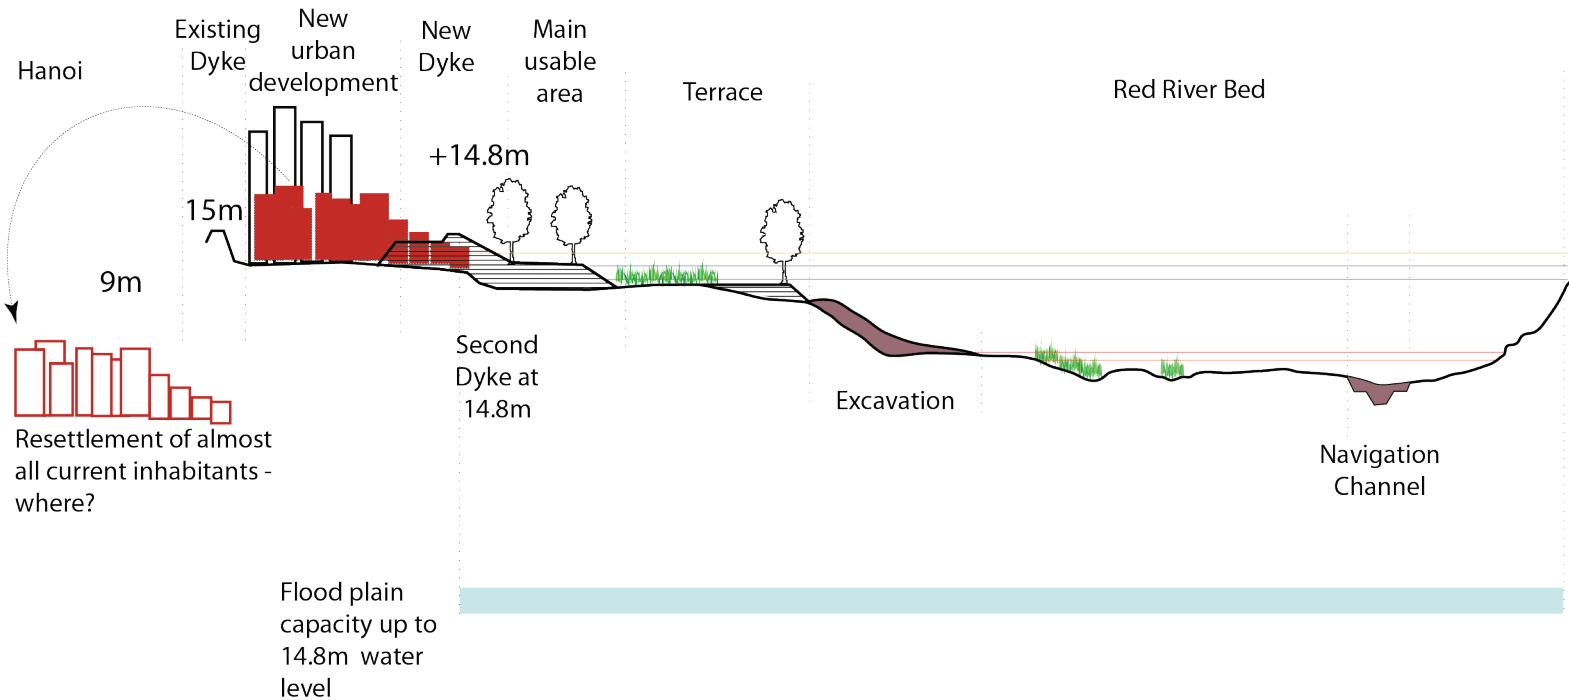 Hanoi
Existing
Dyke
New
urban
development
New
Dyke
Main
usable
area
Terrace
Red River Bed
+14.8m
15m
9m
Second
Dyke at
14.8m
Excavation
Navigation
Channel
Resettlement of almost
all current inhabitants -
where?
Flood plain
capacity up to
14.8m water
level